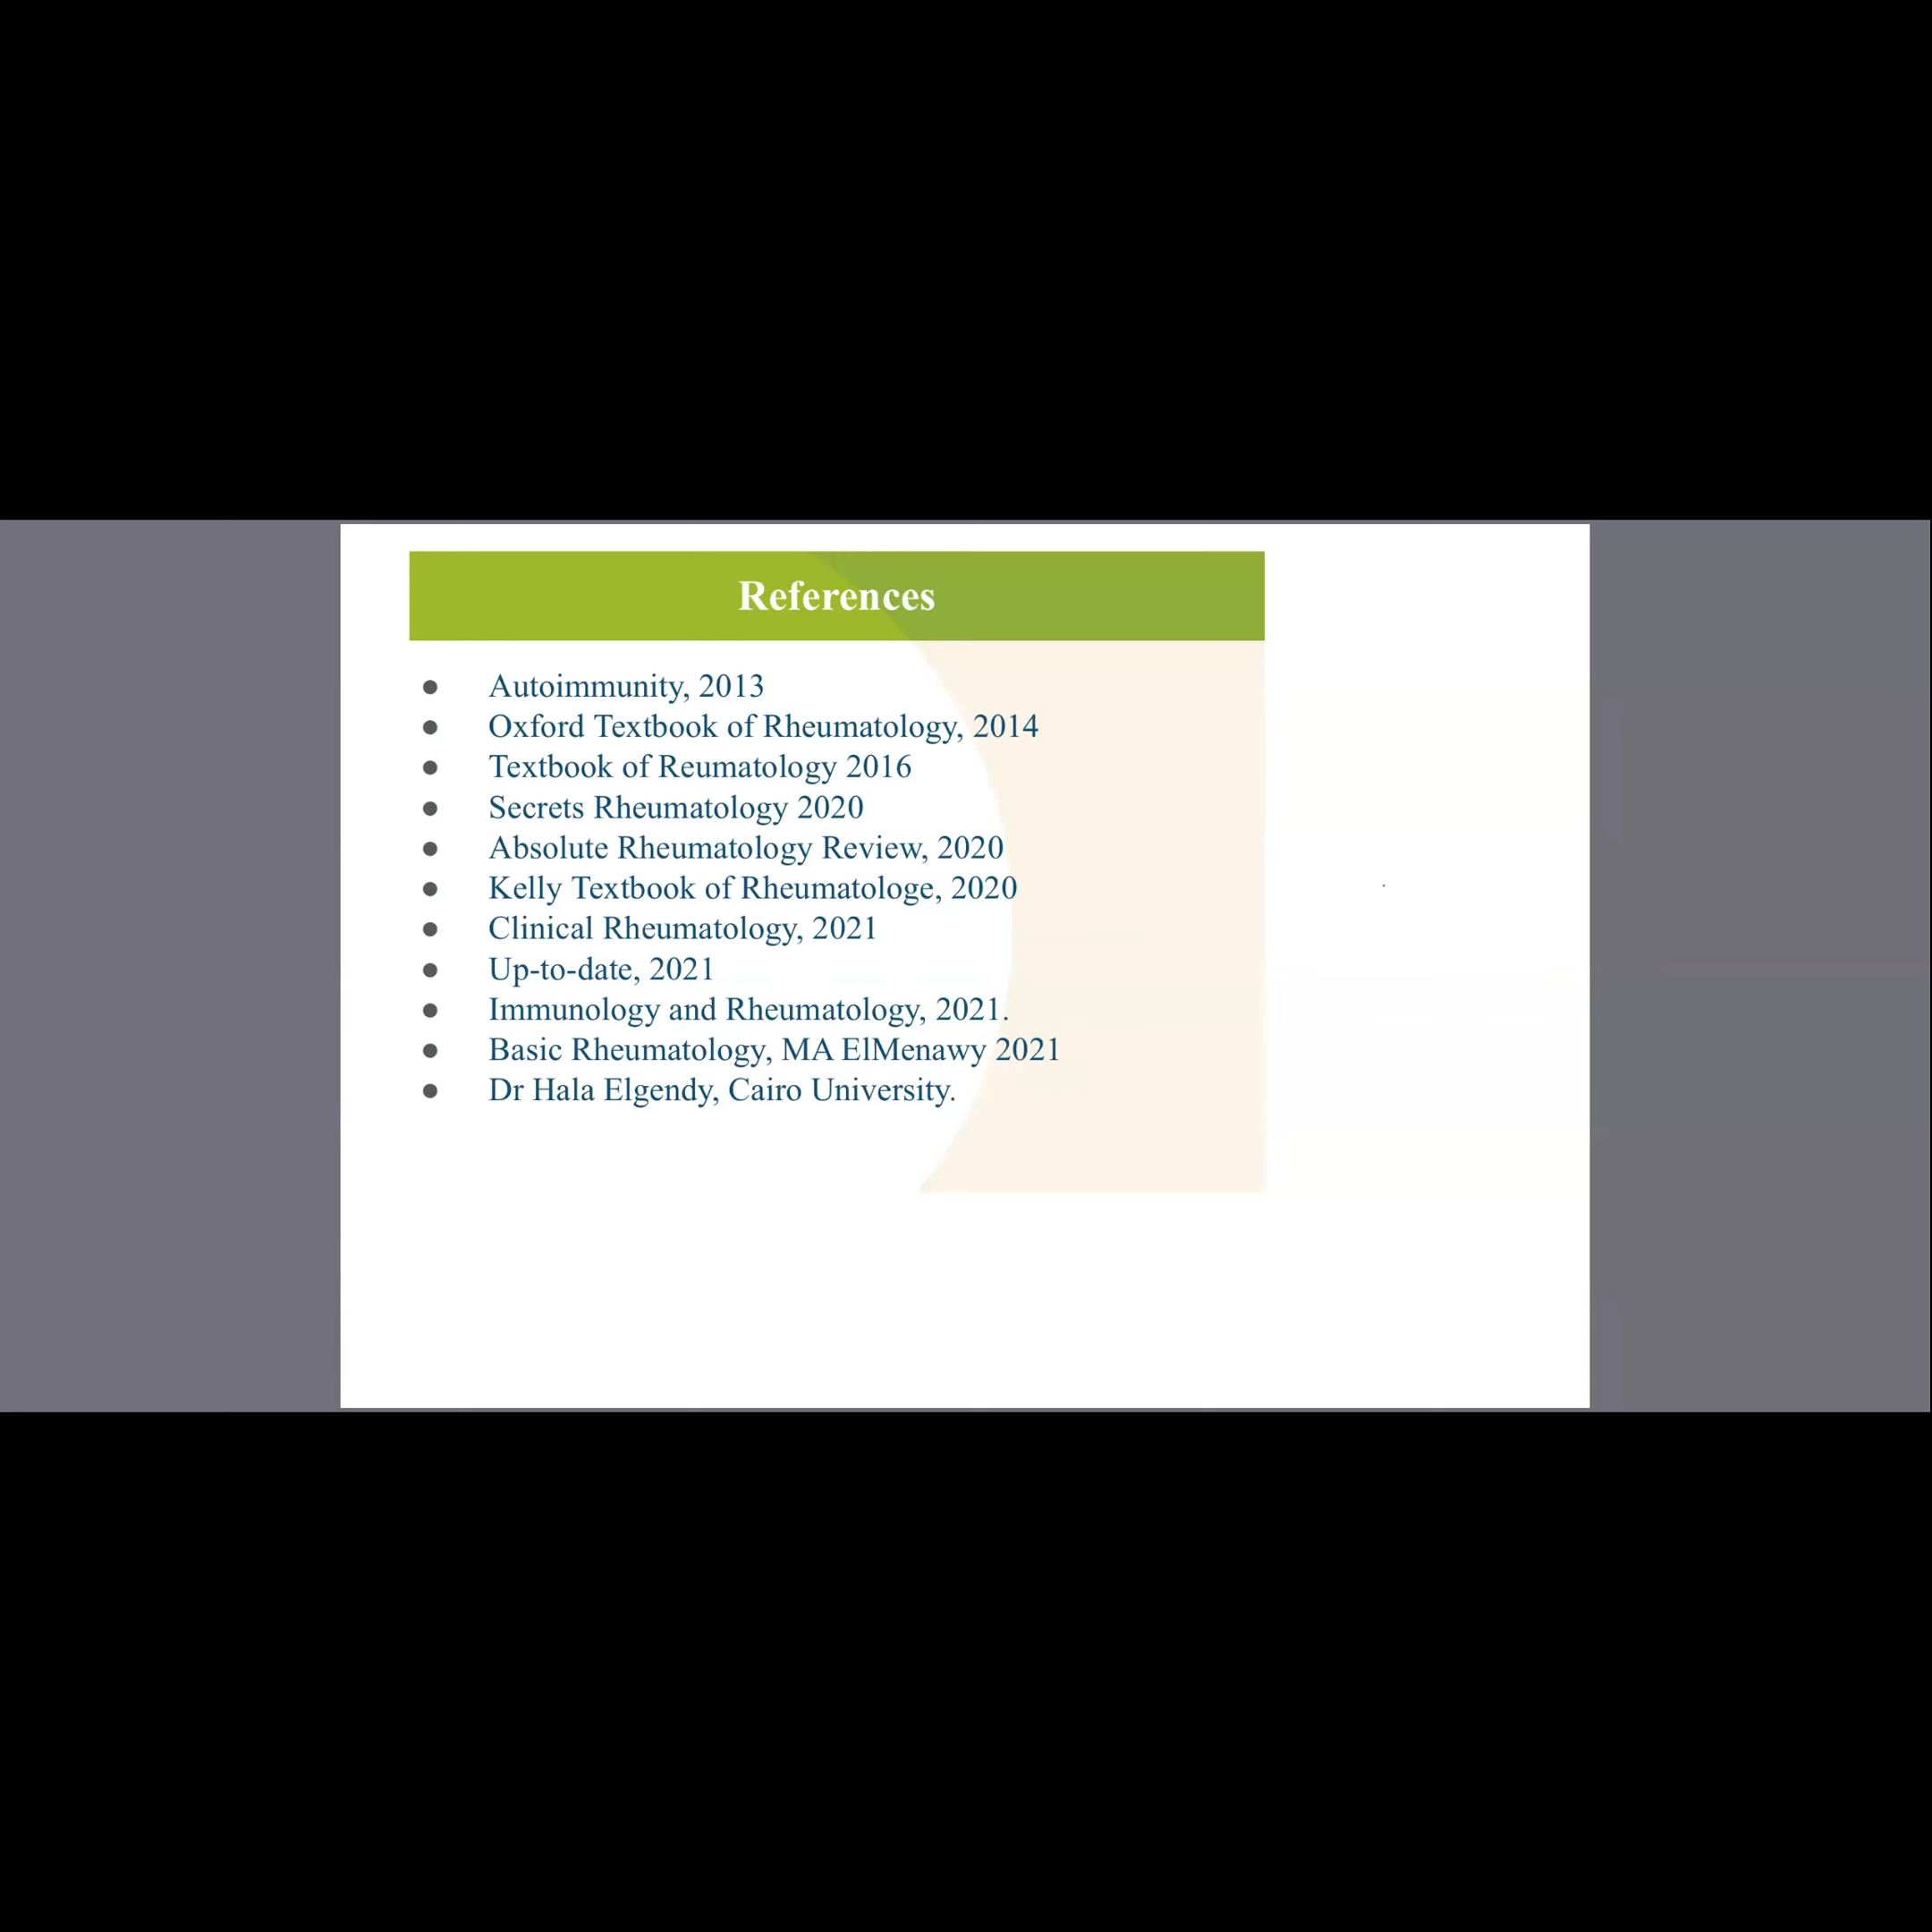 References
● Autoimmunity, 2013
● Oxford Textbook of Rheumatology, 2014
● Textbook of Reumatology 2016
● Secrets Rheumatology 2020
● Absolute Rheumatology Review, 2020
● Kelly Textbook of Rheumatologe, 2020
● Clinical Rheumatology, 2021
● Up-to-date, 2021
● Immunology and Rheumatology, 2021.
● Basic Rheumatology, MA ElMenawy 2021
● Dr Hala Elgendy, Cairo University.